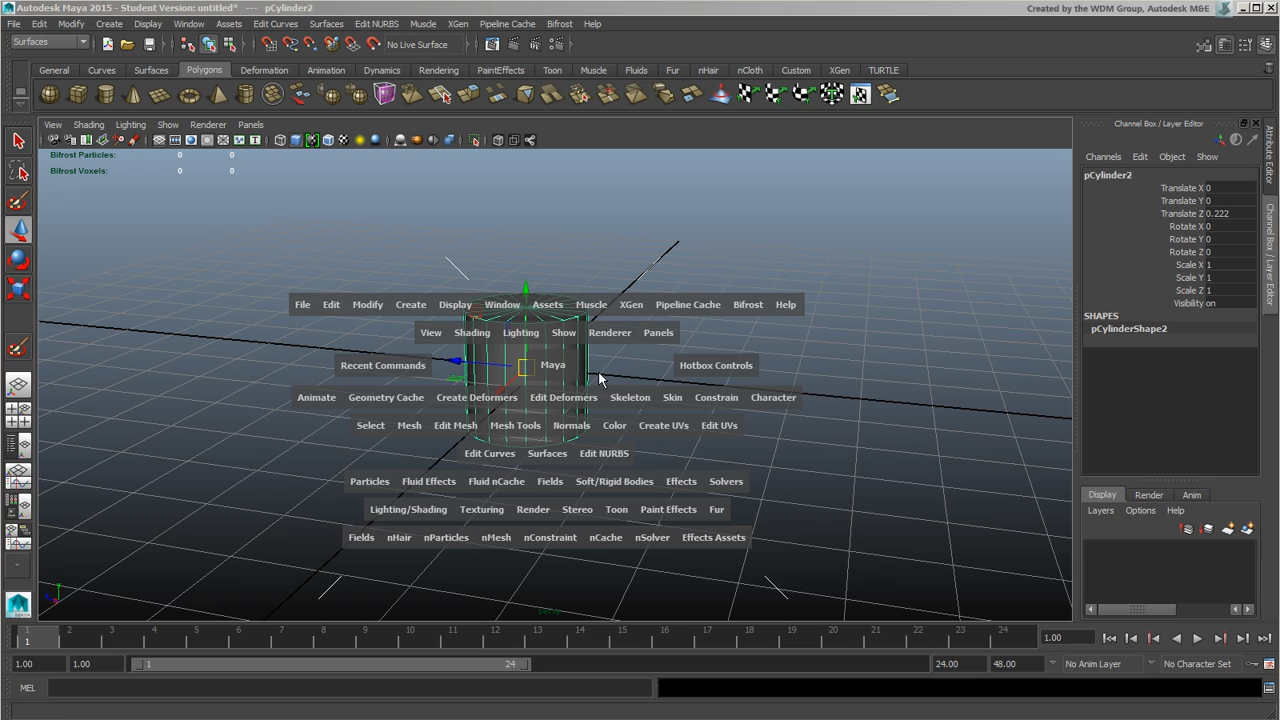 Autodesk Maya 2015 - Student Version: untitled* --- pCylinder2
Created by the WDM Group, Autodesk M&E
File Edit Modify Create Display Window Assets Edit Curves Surfaces Edit NURBS Muscle XGen Pipeline Cache Bifrost Help
Surfaces
No Live Surface
General Curves Surfaces Polygons Deformation Animation Dynamics Rendering PaintEffects Toon Muscle Fluids Fur nHair nCloth Custom XGen TURTLE
View Shading Lighting Show Renderer Panels
Bifrost Particles: 0 0
Bifrost Voxels: 0 0
File Edit Modify Create Display Window Assets Muscle XGen Pipeline Cache Bifrost Help
View Shading Lighting Show Renderer Panels
Recent Commands Maya Hotbox Controls
Animate Geometry Cache Create Deformers Edit Deformers Skeleton Skin Constrain Character
Select Mesh Edit Mesh Mesh Tools Normals Color Create UVs Edit UVs
Edit Curves Surfaces Edit NURBS
Particles Fluid Effects Fluid nCache Fields Soft/Rigid Bodies Effects Solvers
Lighting/Shading Texturing Render Stereo Toon Paint Effects Fur
Fields nHair nParticles nMesh nConstraint nCache nSolver Effects Assets
Channel Box / Layer Editor
Channels Edit Object Show
pCylinder2
Translate X 0
Translate Y 0
Translate Z 0.222
Rotate X 0
Rotate Y 0
Rotate Z 0
Scale X 1
Scale Y 1
Scale Z 1
Visibility on
SHAPES
pCylinderShape2
Attribute Editor
Channel Box / Layer Editor
Display Render Anim
Layers Options Help
MAYA
1 2 3 4 5 6 7 8 9 10 11 12 13 14 15 16 17 18 19 20 21 22 23 24
1
1.00
1.00 1.00 1 24 24.00 48.00 No Anim Layer No Character Set
MEL